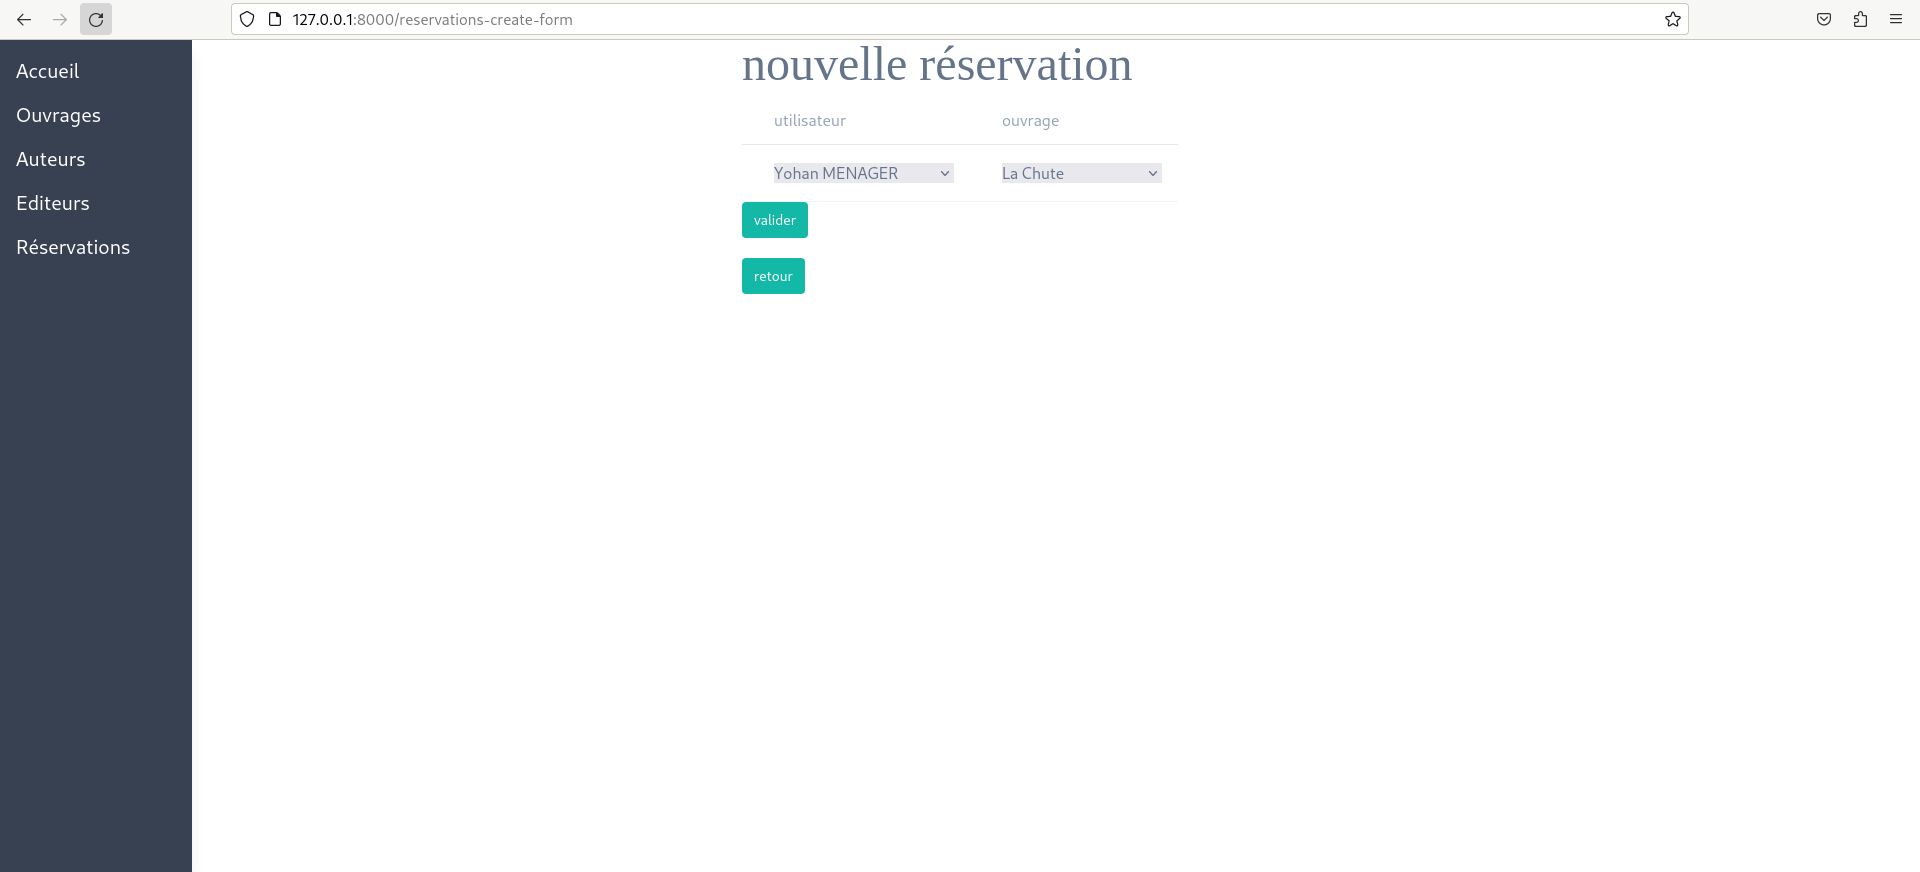 127.0.0.1:8000/reservations-create-form
Accueil
Ouvrages
Auteurs
Editeurs
Réservations
nouvelle réservation
utilisateur ouvrage
Yohan MENAGER La Chute
valider
retour